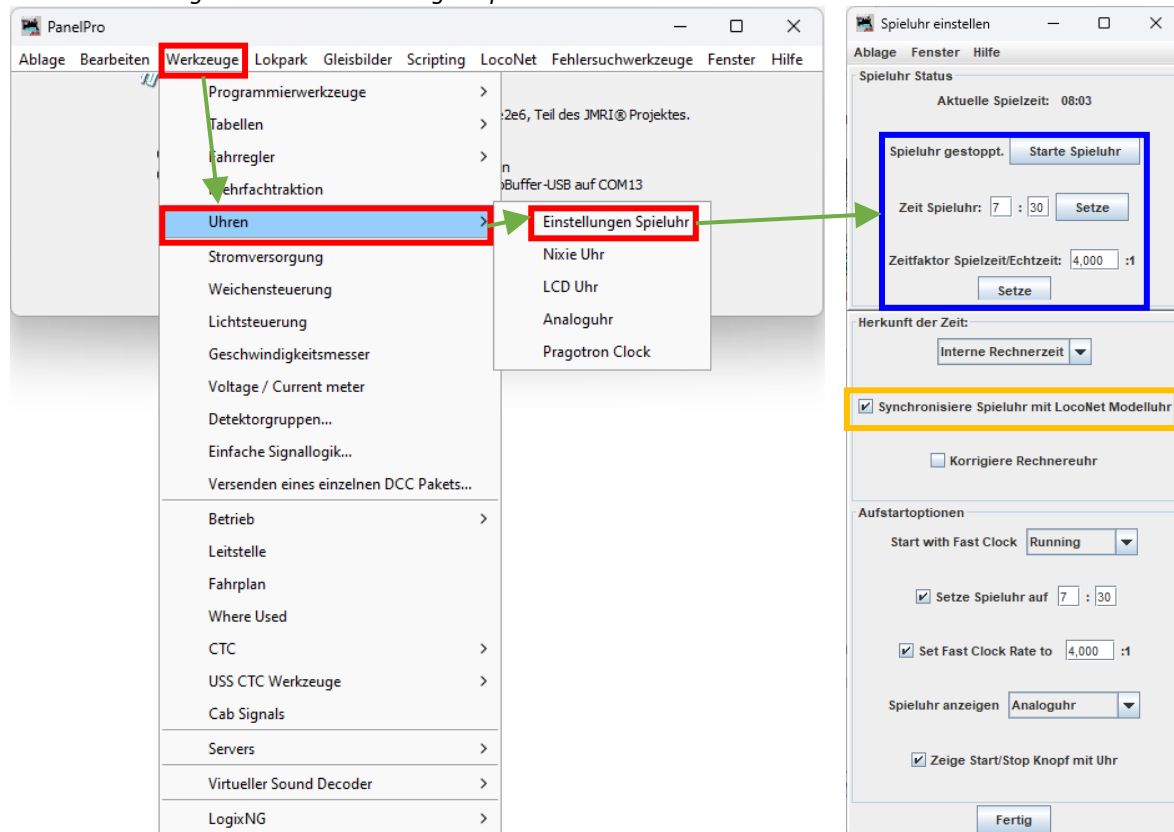 PanelPro
Ablage Bearbeiten Werkzeuge Lokpark Gleisbilder Scripting LocoNet Fehlersuchwerkzeuge Fenster Hilfe
:2e6, Teil des JMRI® Projektes.
n
Buffer-USB auf COM13
Programmierwerkzeuge
Tabellen
Fahrregler
Mehrfachtraktion
Uhren
Stromversorgung
Weichensteuerung
Lichtsteuerung
Geschwindigkeitsmesser
Voltage / Current meter
Detektorgruppen...
Einfache Signallogik...
Versenden eines einzelnen DCC Pakets...
Betrieb
Leitstelle
Fahrplan
Where Used
CTC
USS CTC Werkzeuge
Cab Signals
Servers
Virtueller Sound Decoder
LogixNG
Einstellungen Spieluhr
Nixie Uhr
LCD Uhr
Analoguhr
Pragotron Clock
Spieluhr einstellen
Ablage Fenster Hilfe
Spieluhr Status
Aktuelle Spielzeit: 08:03
Spieluhr gestoppt. Starte Spieluhr
Zeit Spieluhr: 7 : 30 Setze
Zeitfaktor Spielzeit/Echtzeit: 4,000 :1
Setze
Herkunft der Zeit:
Interne Rechnerzeit
Synchronisiere Spieluhr mit LocoNet Modelluhr
Korrigiere Rechnereuhr
Aufstartoptionen
Start with Fast Clock Running
Setze Spieluhr auf 7 : 30
Set Fast Clock Rate to 4,000 :1
Spieluhr anzeigen Analoguhr
Zeige Start/Stop Knopf mit Uhr
Fertig